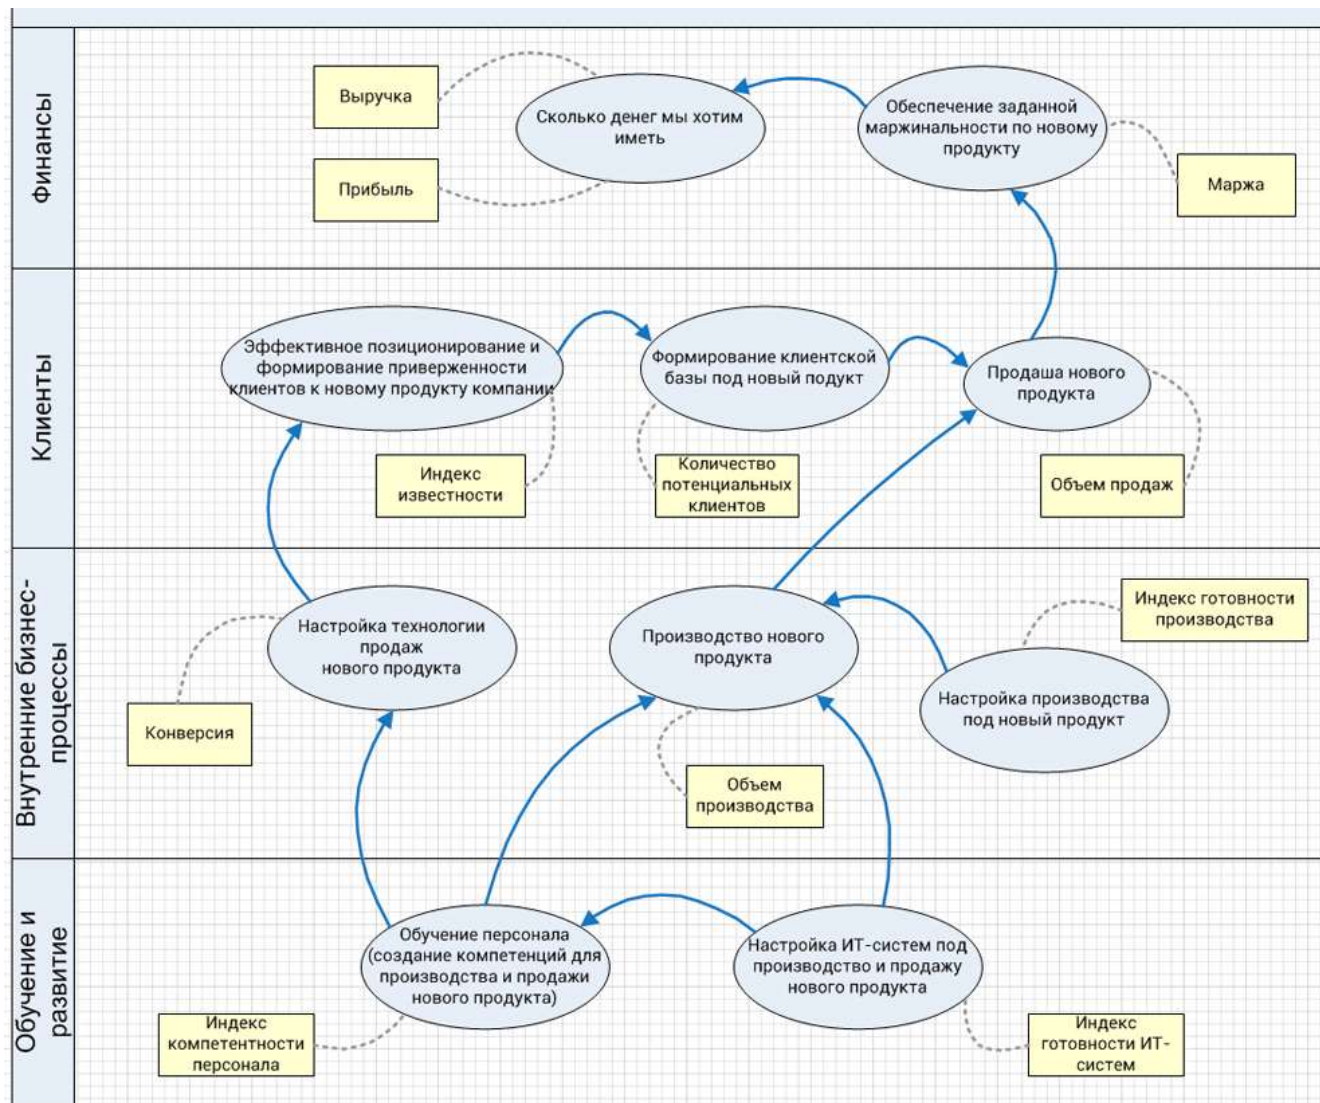 Финансы
Выручка
Прибыль
Сколько денег мы хотим
иметь
Обеспечение заданной
маржинальности по новому
продукту
Маржа
Клиенты
Эффективное позиционирование и
формирование приверженности
клиентов к новому продукту компании
Формирование клиентской
базы под новый подукт
Продаша нового
продукта
Индекс
известности
Количество
потенциальных
клиентов
Объем продаж
Внутренние бизнес-
процессы
Настройка технологии
продаж
нового продукта
Производство нового
продукта
Индекс готовности
производства
Настройка производства
под новый продукт
Конверсия
Объем
производства
Обучение и
развитие
Обучение персонала
(создание компетенций для
производства и продажи
нового продукта)
Настройка ИТ-систем под
производство и продажу
нового продукта
Индекс
компетентности
персонала
Индекс
готовности ИТ-
систем